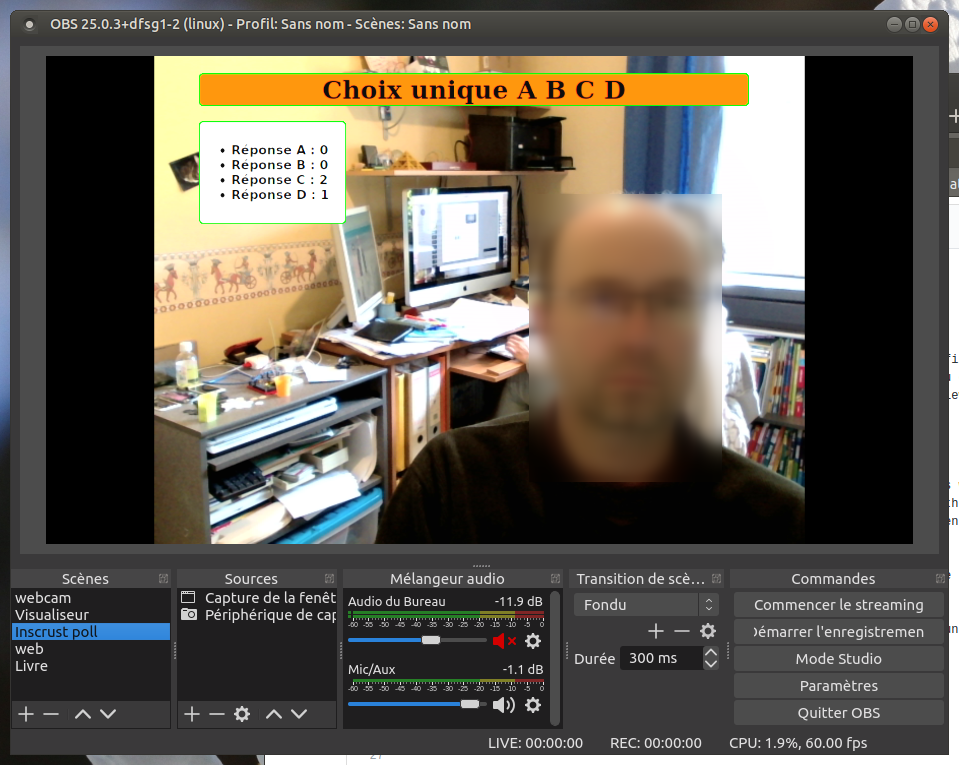 OBS 25.0.3+dfsg1-2 (linux) - Profil: Sans nom - Scènes: Sans nom
Choix unique A B C D
• Réponse A : 0
• Réponse B : 0
• Réponse C : 2
• Réponse D : 1
Scènes
webcam
Visualiseur
Inscrust poll
web
Livre
Sources
Capture de la fenêt
Périphérique de cap
Mélangeur audio
Audio du Bureau -11.9 dB
-60 -55 -50 -45 -40 -35 -30 -25 -20 -15 -10 -5 0
Mic/Aux -1.1 dB
-60 -55 -50 -45 -40 -35 -30 -25 -20 -15 -10 -5 0
Transition de scè...
Fondu
Durée 300 ms
Commandes
Commencer le streaming
Démarrer l'enregistremen
Mode Studio
Paramètres
Quitter OBS
LIVE: 00:00:00 REC: 00:00:00 CPU: 1.9%, 60.00 fps
27